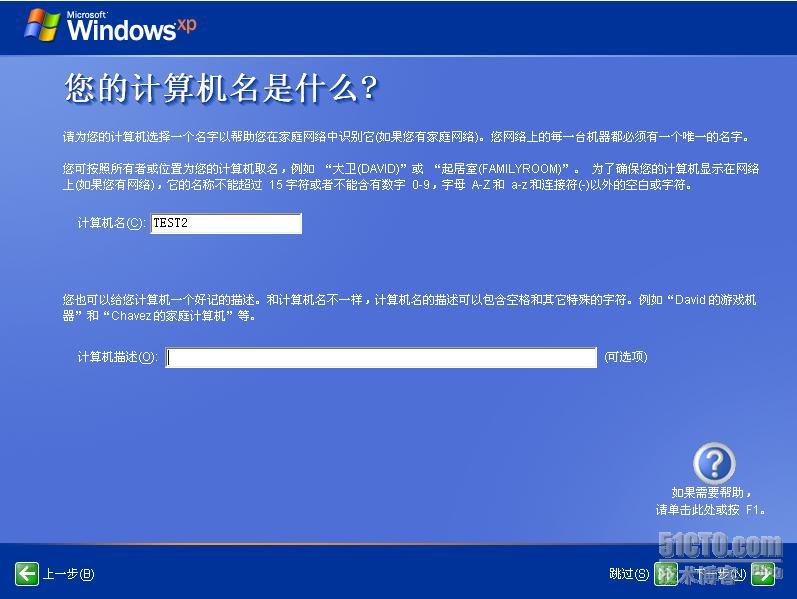 Microsoft
Windows xp
您的计算机名是什么?
请为您的计算机选择一个名字以帮助您在家庭网络中识别它(如果您有家庭网络)。您网络上的每一台机器都必须有一个唯一的名字。
您可按照所有者或位置为您的计算机取名，例如 “大卫(DAVID)”或 “起居室(FAMILYROOM)”。 为了确保您的计算机显示在网络
上(如果您有网络)，它的名称不能超过 15 字符或者不能含有数字 0-9，字母 A-Z 和 a-z 和连接符(-)以外的空白或字符。
计算机名(C): TEST2
您也可以给您计算机一个好记的描述。和计算机名不一样，计算机名的描述可以包含空格和其它特殊的字符。例如“David 的游戏机
器”和“Chavez 的家庭计算机”等。
计算机描述(O): (可选项)
如果需要帮助，
请单击此处或按 F1。
51CTO.com
技术博客 Blog
上一步(B) 跳过(S) 下一步(N)